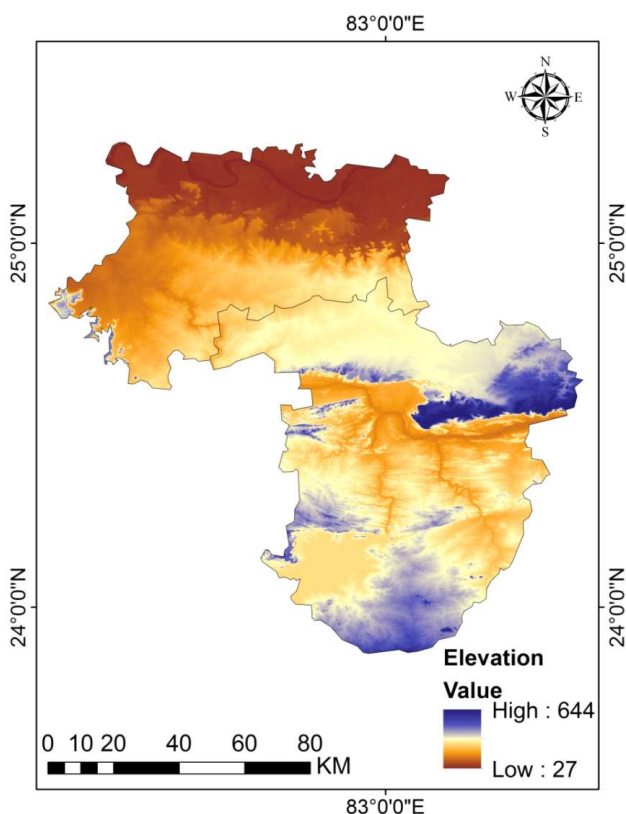 83°0'0"E
N
W E
S
25°0'0"N 25°0'0"N
24°0'0"N 24°0'0"N
Elevation
Value
High : 644
Low : 27
0 10 20 40 60 80
KM
83°0'0"E